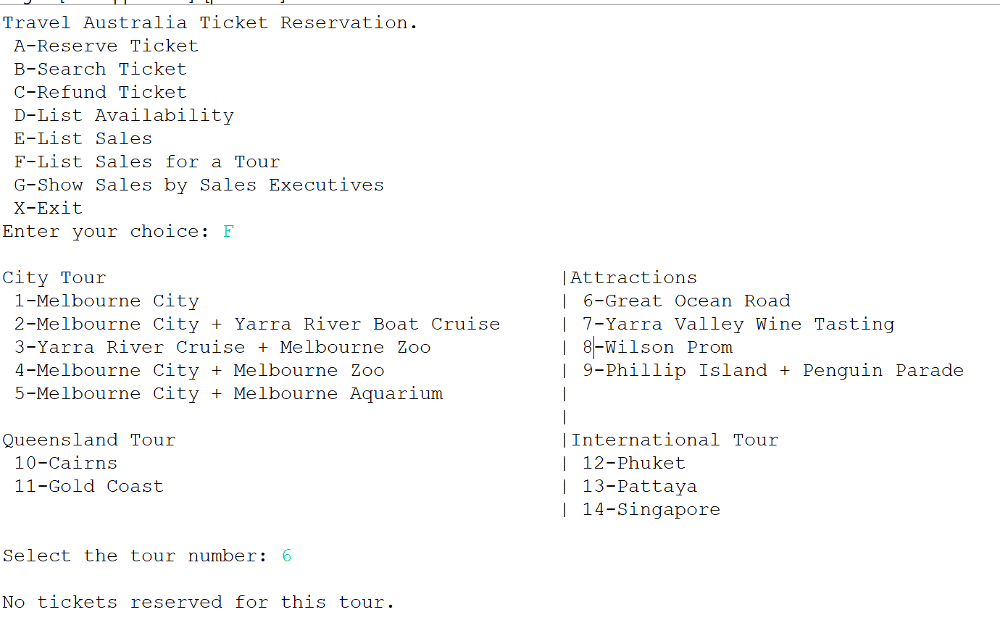 Travel Australia Ticket Reservation.
A-Reserve Ticket
B-Search Ticket
C-Refund Ticket
D-List Availability
E-List Sales
F-List Sales for a Tour
G-Show Sales by Sales Executives
X-Exit
Enter your choice: F
City Tour |Attractions
1-Melbourne City | 6-Great Ocean Road
2-Melbourne City + Yarra River Boat Cruise | 7-Yarra Valley Wine Tasting
3-Yarra River Cruise + Melbourne Zoo | 8-Wilson Prom
4-Melbourne City + Melbourne Zoo | 9-Phillip Island + Penguin Parade
5-Melbourne City + Melbourne Aquarium |
|
Queensland Tour |International Tour
10-Cairns | 12-Phuket
11-Gold Coast | 13-Pattaya
| 14-Singapore
Select the tour number: 6
No tickets reserved for this tour.